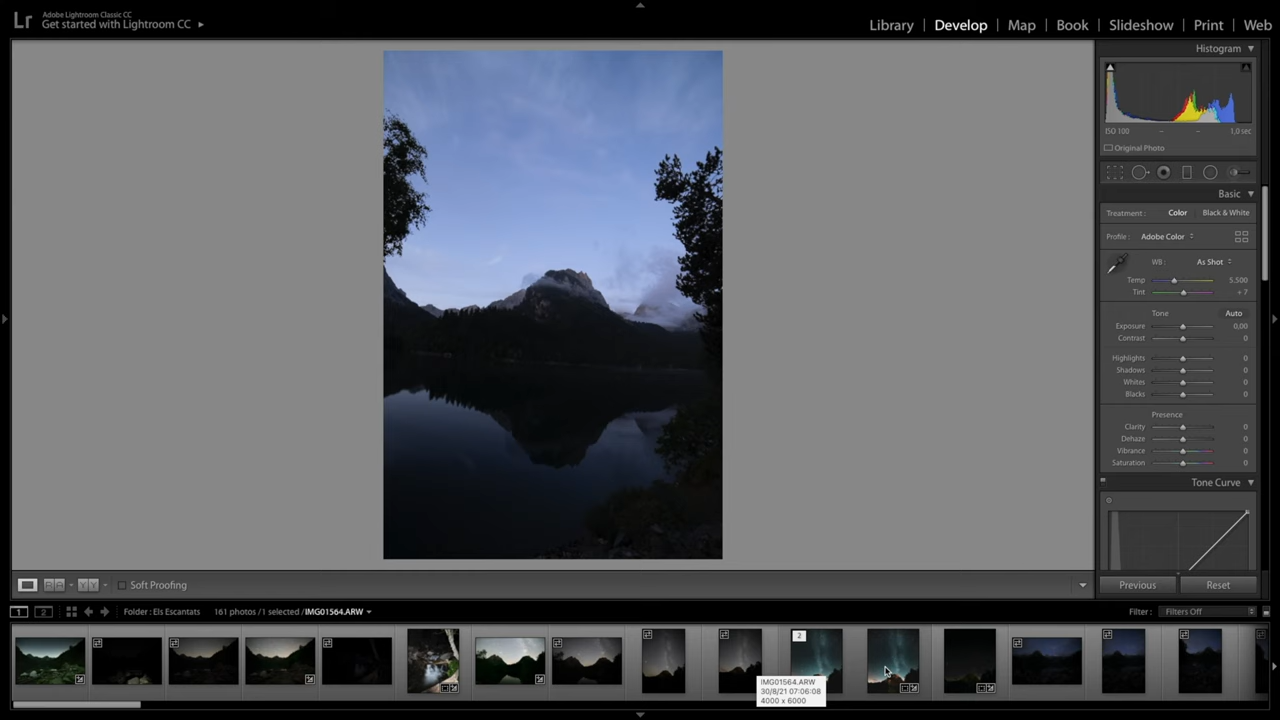 Lr
Adobe Lightroom Classic CC
Get started with Lightroom CC
Library | Develop | Map | Book | Slideshow | Print | Web
Histogram
ISO 100 – – 1,0 sec
Original Photo
Basic
Treatment : Color Black & White
Profile : Adobe Color
WB : As Shot
Temp 5.500
Tint + 7
Tone Auto
Exposure 0,00
Contrast 0
Highlights 0
Shadows 0
Whites 0
Blacks 0
Presence
Clarity 0
Dehaze 0
Vibrance 0
Saturation 0
Tone Curve
Soft Proofing
Previous Reset
1 2 Folder : Els Escantats 161 photos /1 selected /IMG01564.ARW Filter : Filters Off
2
IMG01564.ARW
30/8/21 07:06:08
4000 x 6000